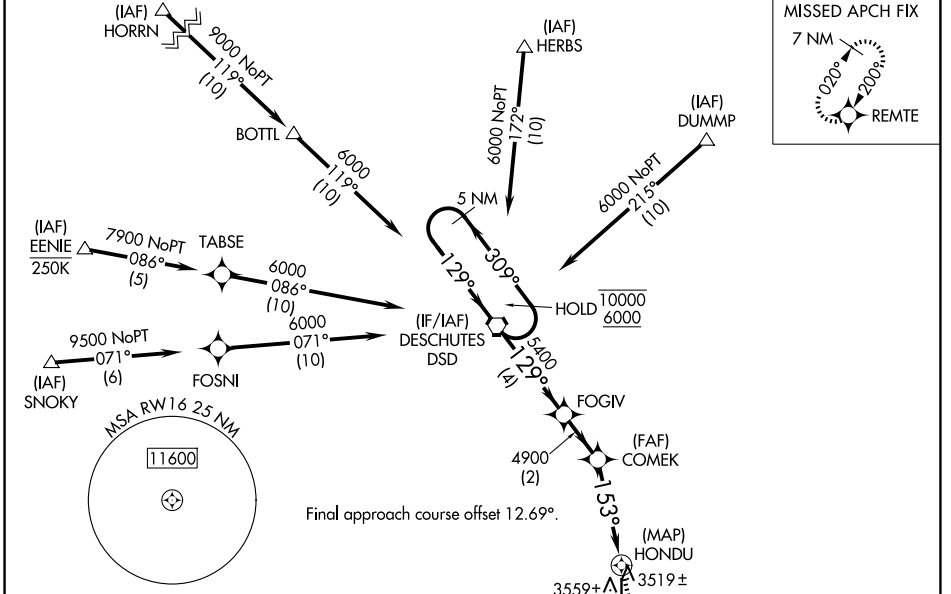 (IAF)
HORRN
9000 NoPT
119°
(10)
BOTTL
6000
119°
(10)
(IAF)
HERBS
6000 NoPT
172°
(10)
(IAF)
DUMMP
6000 NoPT
215°
(10)
MISSED APCH FIX
7 NM
020°
200°
REMTE
(IAF)
EENIE
250K
7900 NoPT
086°
(5)
TABSE
6000
086°
(10)
5 NM
129°
309°
HOLD
10000
6000
(IF/IAF)
DESCHUTES
DSD
(IAF)
SNOKY
9500 NoPT
071°
(6)
FOSNI
6000
071°
(10)
5400
129°
(4)
FOGIV
4900
(2)
(FAF)
COMEK
153°
(MAP)
HONDU
3559±
3519±
MSA RW16 25 NM
11600
Final approach course offset 12.69°.